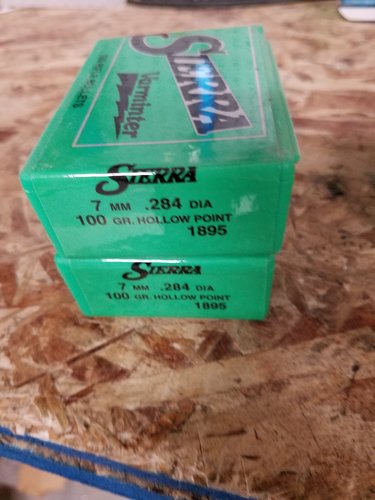 SIERRA
Varminter
SIERRA
7 MM .284 DIA
100 GR. HOLLOW POINT
1895
SIERRA
7 MM .284 DIA
100 GR. HOLLOW POINT
1895